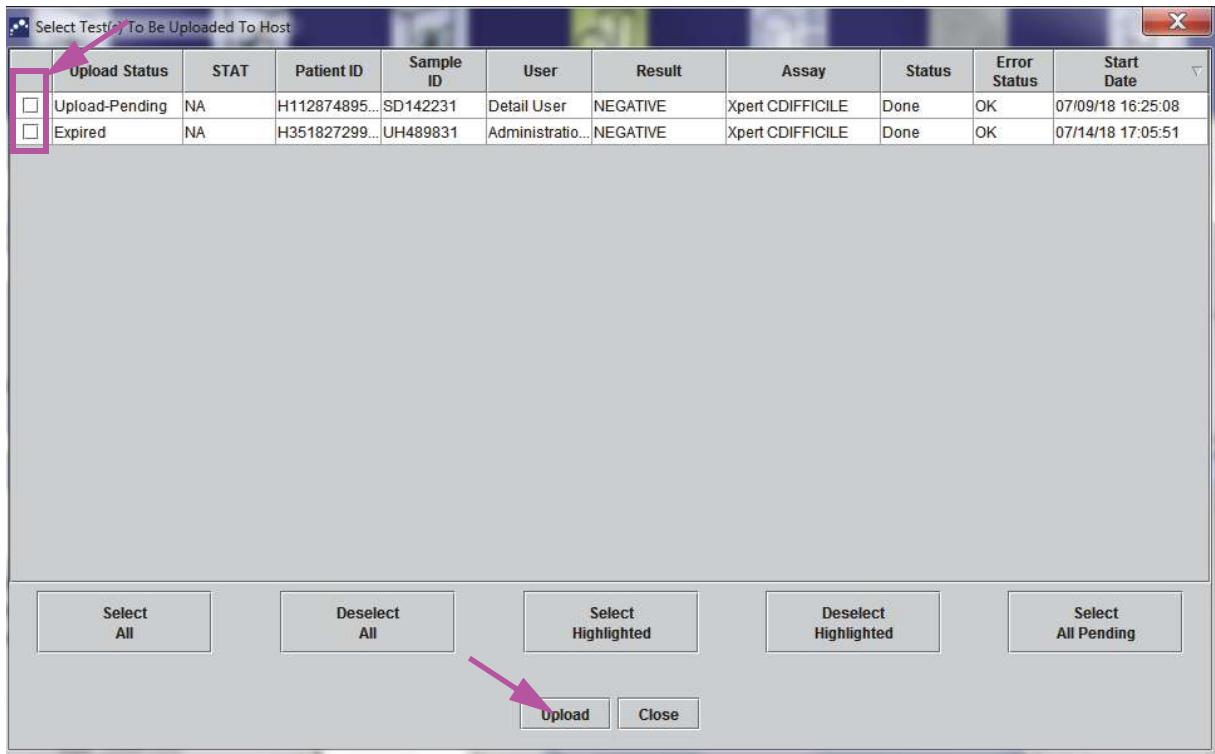 Select Test(s) To Be Uploaded To Host
Upload Status STAT Patient ID Sample ID User Result Assay Status Error Status Start Date
Upload-Pending NA H112874895... SD142231 Detail User NEGATIVE Xpert CDIFFICILE Done OK 07/09/18 16:25:08
Expired NA H351827299... UH489831 Administratio... NEGATIVE Xpert CDIFFICILE Done OK 07/14/18 17:05:51
Select All Deselect All Select Highlighted Deselect Highlighted Select All Pending
Upload Close